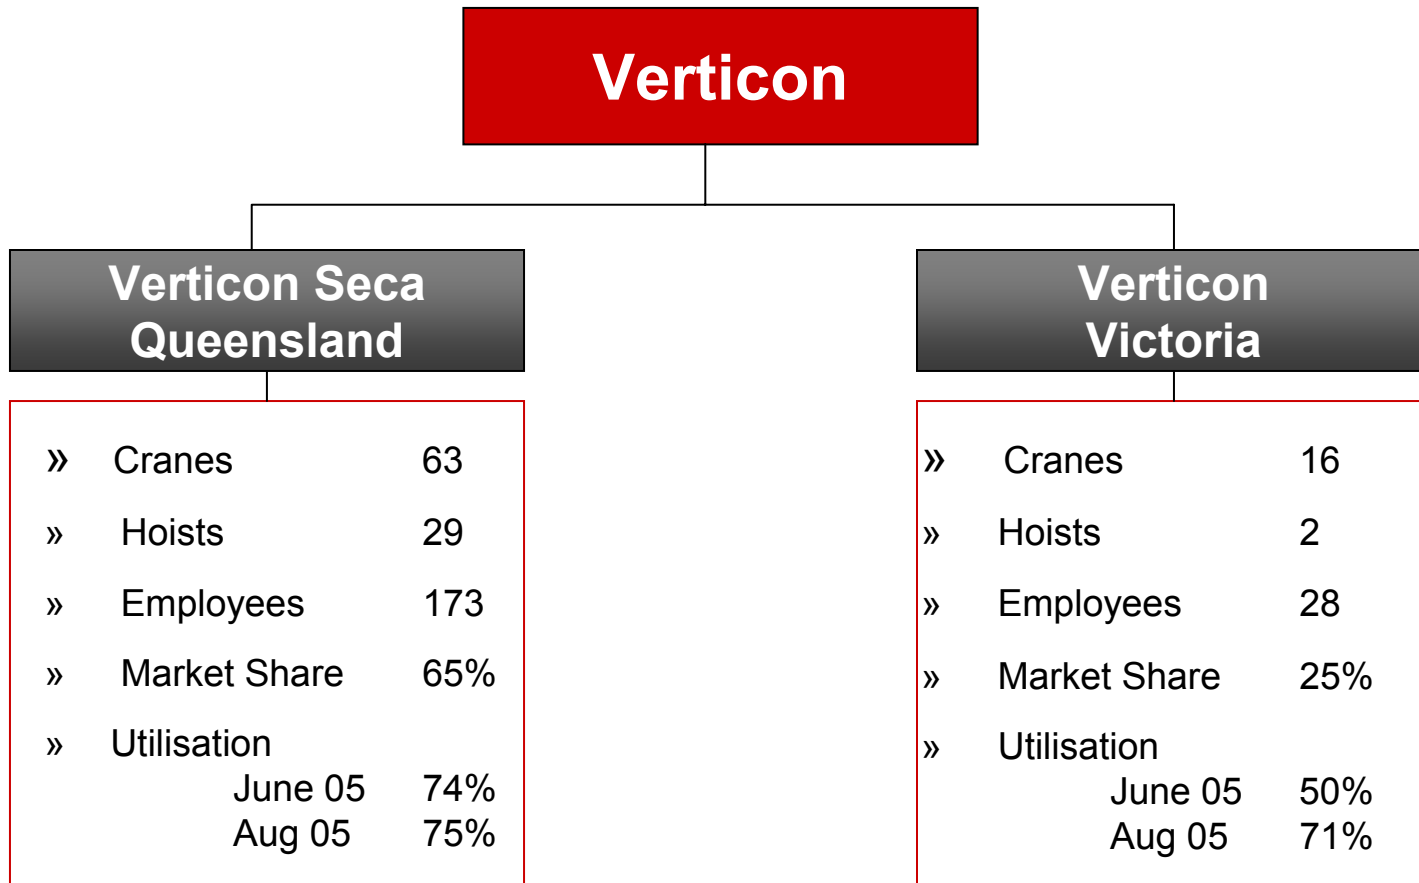 Verticon
Verticon Seca
Queensland
» Cranes 63
» Hoists 29
» Employees 173
» Market Share 65%
» Utilisation
June 05 74%
Aug 05 75%
Verticon
Victoria
» Cranes 16
» Hoists 2
» Employees 28
» Market Share 25%
» Utilisation
June 05 50%
Aug 05 71%